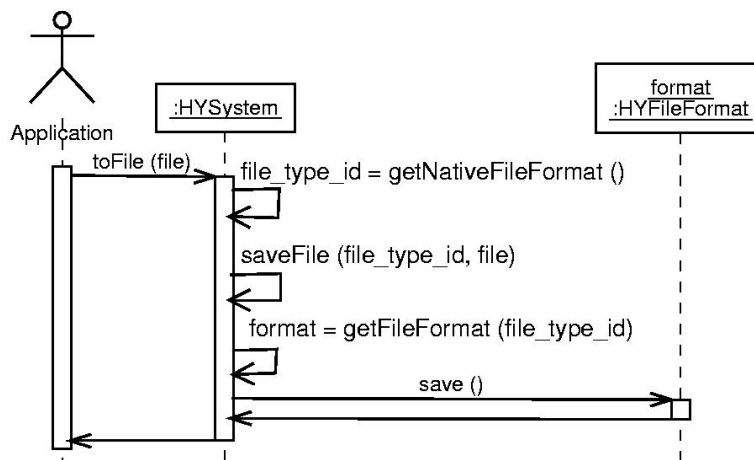 format
:HYSystem
:HYFileFormat
Application
toFile (file)
file_type_id = getNativeFileFormat ()
saveFile (file_type_id, file)
format = getFileFormat (file_type_id)
save ()